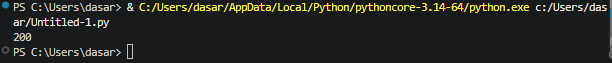 PS C:\Users\dasar> & C:/Users/dasar/AppData/Local/Python/pythoncore-3.14-64/python.exe c:/Users/das
ar/Untitled-1.py
200
PS C:\Users\dasar>